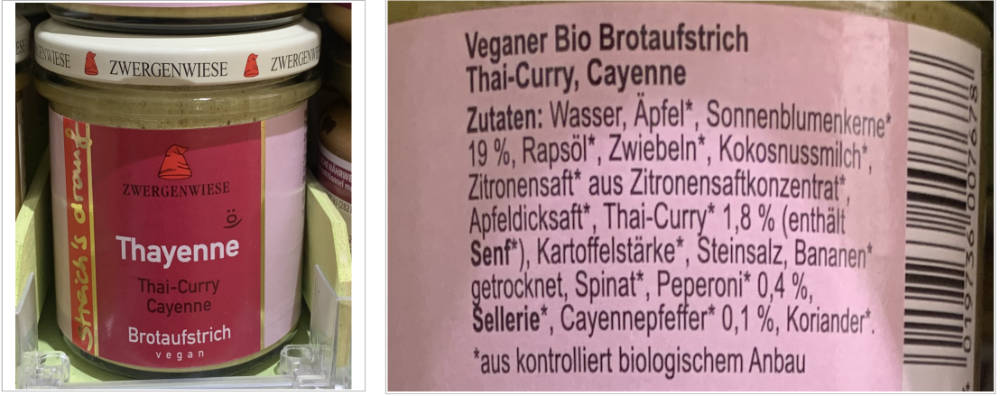 ZWERGENWIESE
ZWERGENWIESE
streich's drauf
Thayenne
Thai-Curry
Cayenne
Brotaufstrich
vegan
Veganer Bio Brotaufstrich
Thai-Curry, Cayenne
Zutaten: Wasser, Äpfel*, Sonnenblumenkerne*
19 %, Rapsöl*, Zwiebeln*, Kokosnussmilch*,
Zitronensaft* aus Zitronensaftkonzentrat*,
Apfeldicksaft*, Thai-Curry* 1,8 % (enthält
Senf*), Kartoffelstärke*, Steinsalz, Bananen*
getrocknet, Spinat*, Peperoni* 0,4 %,
Sellerie*, Cayennepfeffer* 0,1 %, Koriander*.
*aus kontrolliert biologischem Anbau